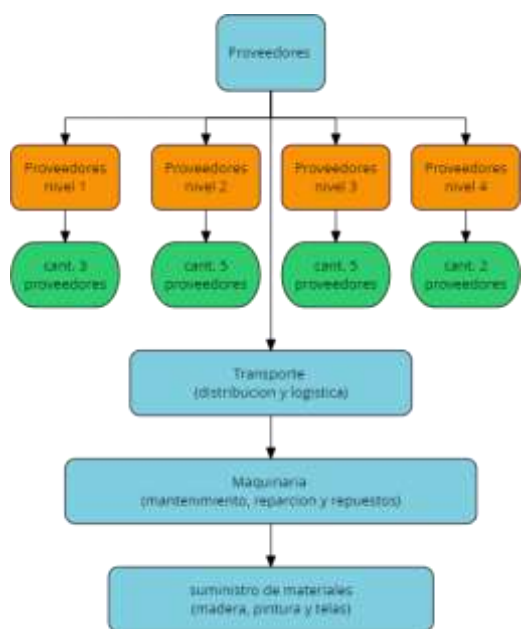 Proveedores
Proveedores
nivel 1
Proveedores
nivel 2
Proveedores
nivel 3
Proveedores
nivel 4
cant. 3
proveedores
cant. 5
proveedores
cant. 5
proveedores
cant. 2
proveedores
Transporte
(distribucion y logistica)
Maquinaria
(mantenimiento, reparcion y repuestos)
suministro de materiales
(madera, pintura y telas)